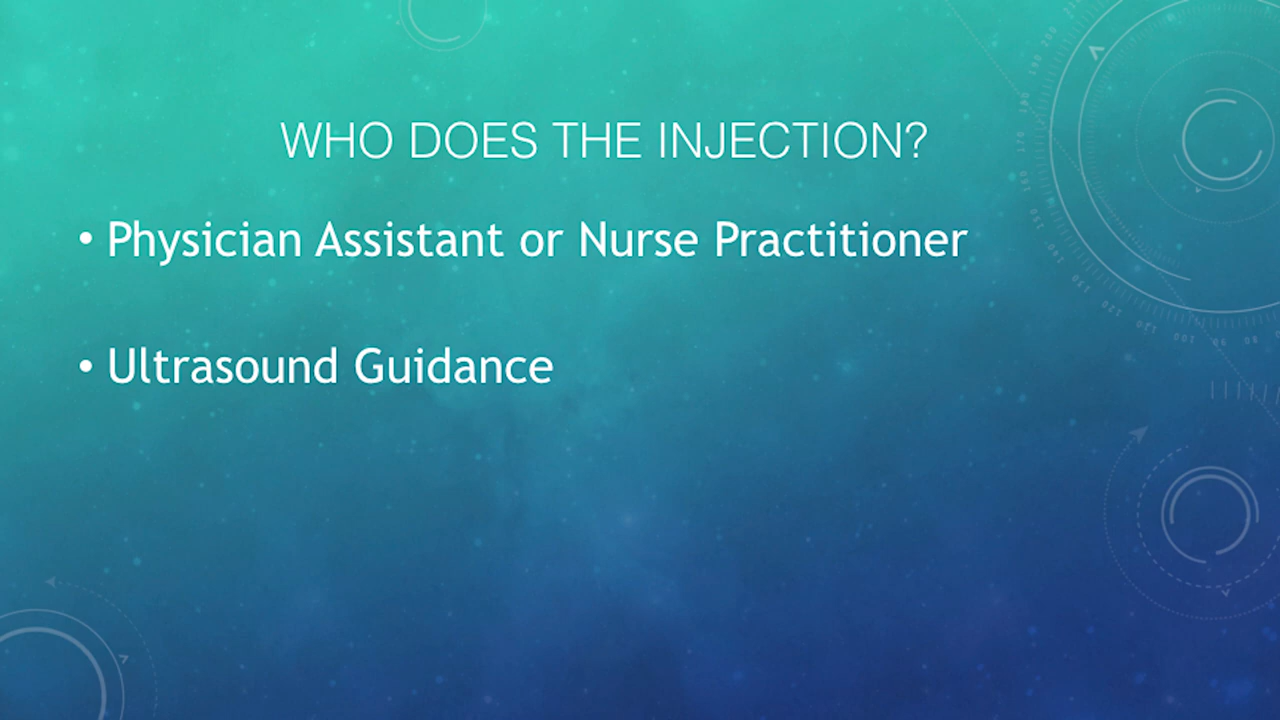 WHO DOES THE INJECTION?
• Physician Assistant or Nurse Practitioner
• Ultrasound Guidance